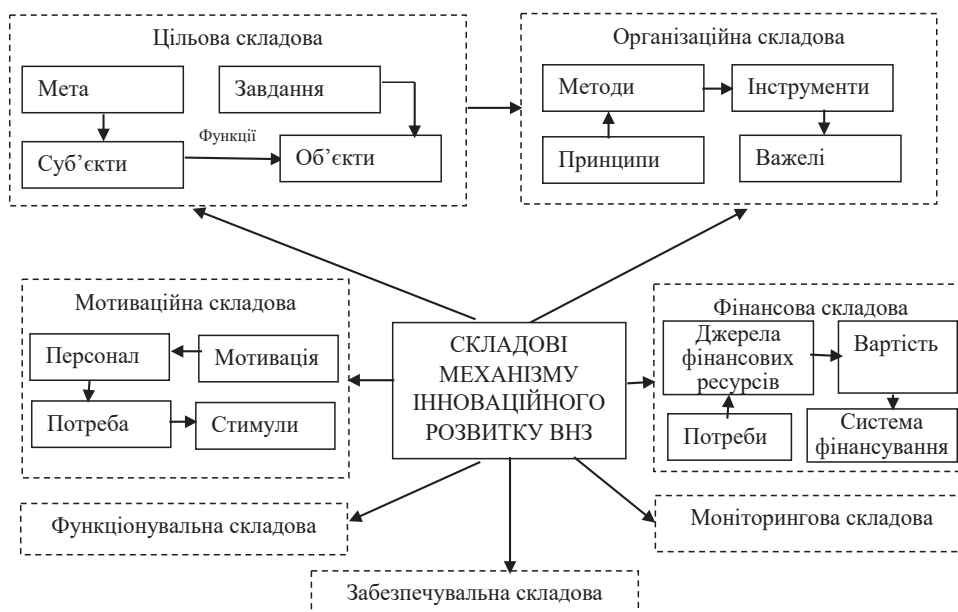 Цільова складова
Мета
Завдання
Функції
Суб’єкти
Об’єкти
Організаційна складова
Методи
Інструменти
Принципи
Важелі
Мотиваційна складова
Персонал
Мотивація
Потреба
Стимули
СКЛАДОВІ
МЕХАНІЗМУ
ІННОВАЦІЙНОГО
РОЗВИТКУ ВНЗ
Фінансова складова
Джерела
фінансових
ресурсів
Вартість
Потреби
Система
фінансування
Функціонувальна складова
Моніторингова складова
Забезпечувальна складова